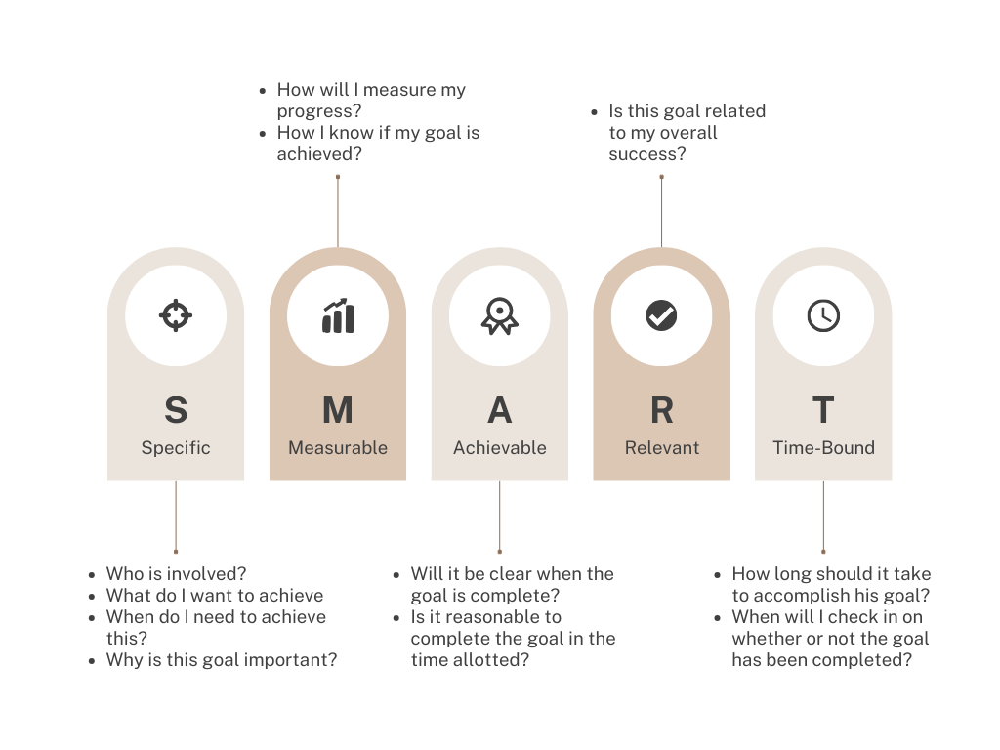 • How will I measure my
progress?
• How I know if my goal is
achieved?
• Is this goal related
to my overall
success?
S
Specific
M
Measurable
A
Achievable
R
Relevant
T
Time-Bound
• Who is involved?
• What do I want to achieve
• When do I need to achieve
this?
• Why is this goal important?
• Will it be clear when the
goal is complete?
• Is it reasonable to
complete the goal in the
time allotted?
• How long should it take
to accomplish his goal?
• When will I check in on
whether or not the goal
has been completed?